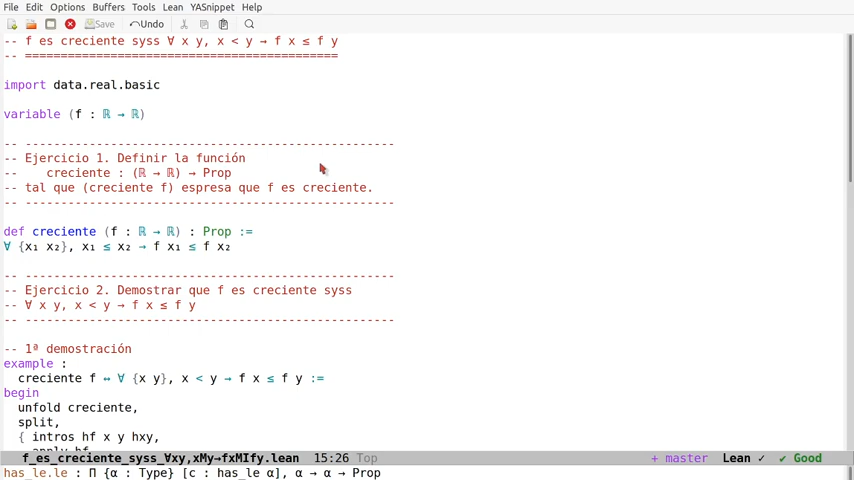 File Edit Options Buffers Tools Lean YASnippet Help
Save Undo
-- f es creciente syss ∀ x y, x < y → f x ≤ f y
-- ============================================
import data.real.basic
variable (f : ℝ → ℝ)
-- ----------------------------------------------------
-- Ejercicio 1. Definir la función
--    creciente : (ℝ → ℝ) → Prop
-- tal que (creciente f) espresa que f es creciente.
-- ----------------------------------------------------
def creciente (f : ℝ → ℝ) : Prop :=
∀ {x₁ x₂}, x₁ ≤ x₂ → f x₁ ≤ f x₂
-- ----------------------------------------------------
-- Ejercicio 2. Demostrar que f es creciente syss
-- ∀ x y, x < y → f x ≤ f y
-- ----------------------------------------------------
-- 1ª demostración
example :
  creciente f ↔ ∀ {x y}, x < y → f x ≤ f y :=
begin
  unfold creciente,
  split,
  { intros hf x y hxy,
    apply hf,
f_es_creciente_syss_∀xy,xMy→fxMIfy.lean 15:26 Top + master Lean ✓ ✔ Good
has_le.le : Π {α : Type} [c : has_le α], α → α → Prop